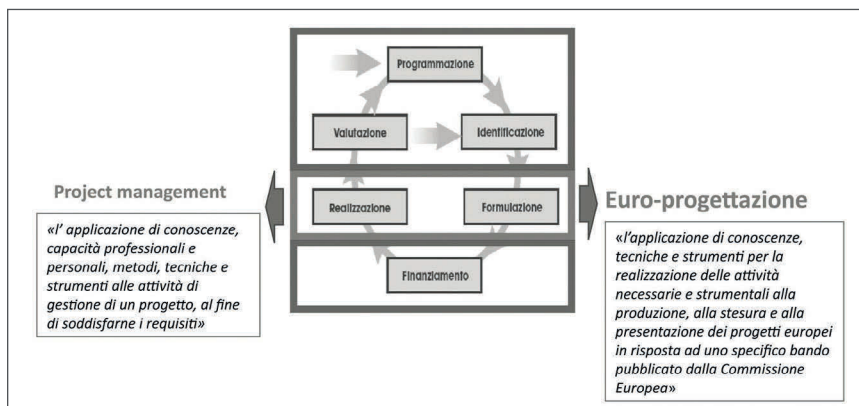 Programmazione
Valutazione
Identificazione
Project management
«l’ applicazione di conoscenze,
capacità professionali e
personali, metodi, tecniche e
strumenti alle attività di
gestione di un progetto, al fine
di soddisfarne i requisiti»
Realizzazione
Formulazione
Finanziamento
Euro-progettazione
«l’applicazione di conoscenze,
tecniche e strumenti per la
realizzazione delle attività
necessarie e strumentali alla
produzione, alla stesura e alla
presentazione dei progetti europei
in risposta ad uno specifico bando
pubblicato dalla Commissione
Europea»